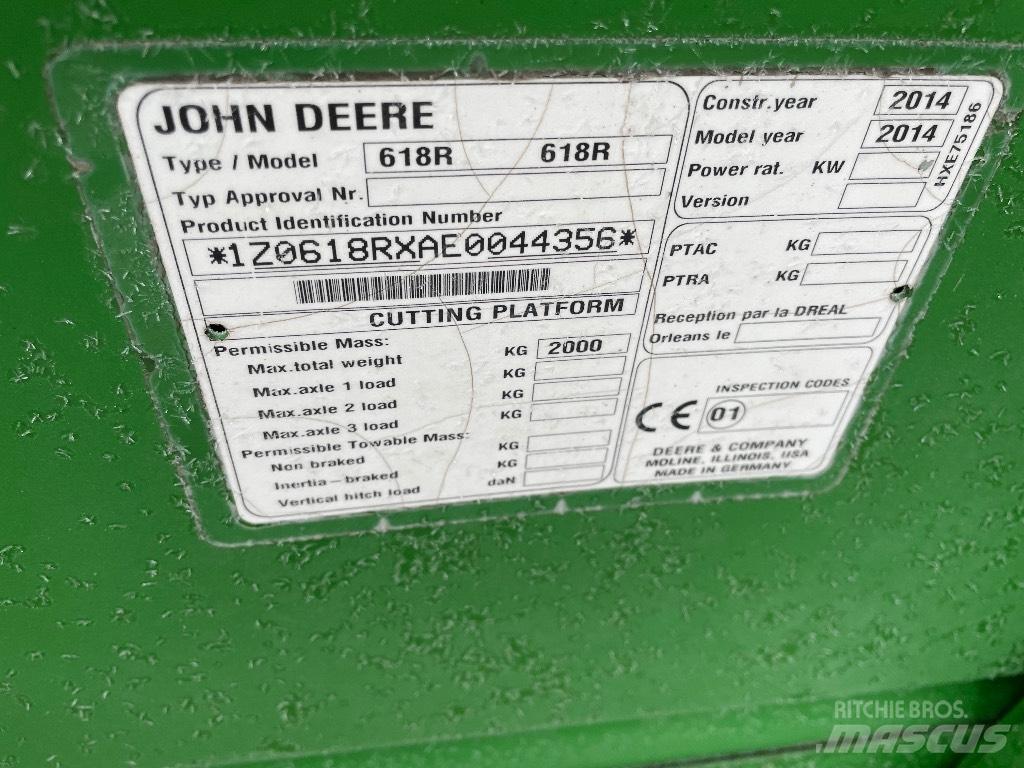 JOHN DEERE
Type / Model 618R 618R
Typ Approval Nr.
Product Identification Number
*1Z0618RXAE0044356*
CUTTING PLATFORM
Permissible Mass:
Max.total weight KG 2000
Max.axle 1 load KG
Max.axle 2 load KG
Max.axle 3 load KG
Permissible Towable Mass:
Non braked KG
Inertia-braked KG
Vertical hitch load daN
Constr.year 2014
Model year 2014
Power rat. KW
Version
HXE75186
PTAC KG
PTRA KG
Reception par la DREAL
Orleans le
INSPECTION CODES
CE 01
DEERE & COMPANY
MOLINE, ILLINOIS, USA
MADE IN GERMANY
RITCHIE BROS.
MASCUS